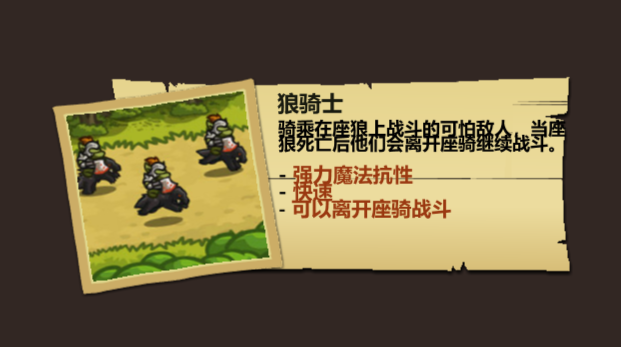 狼骑士
骑乘在座狼上战斗的可怕敌人，当座
狼死亡后他们会离开座骑继续战斗。
- 强力魔法抗性
- 快速
- 可以离开座骑战斗